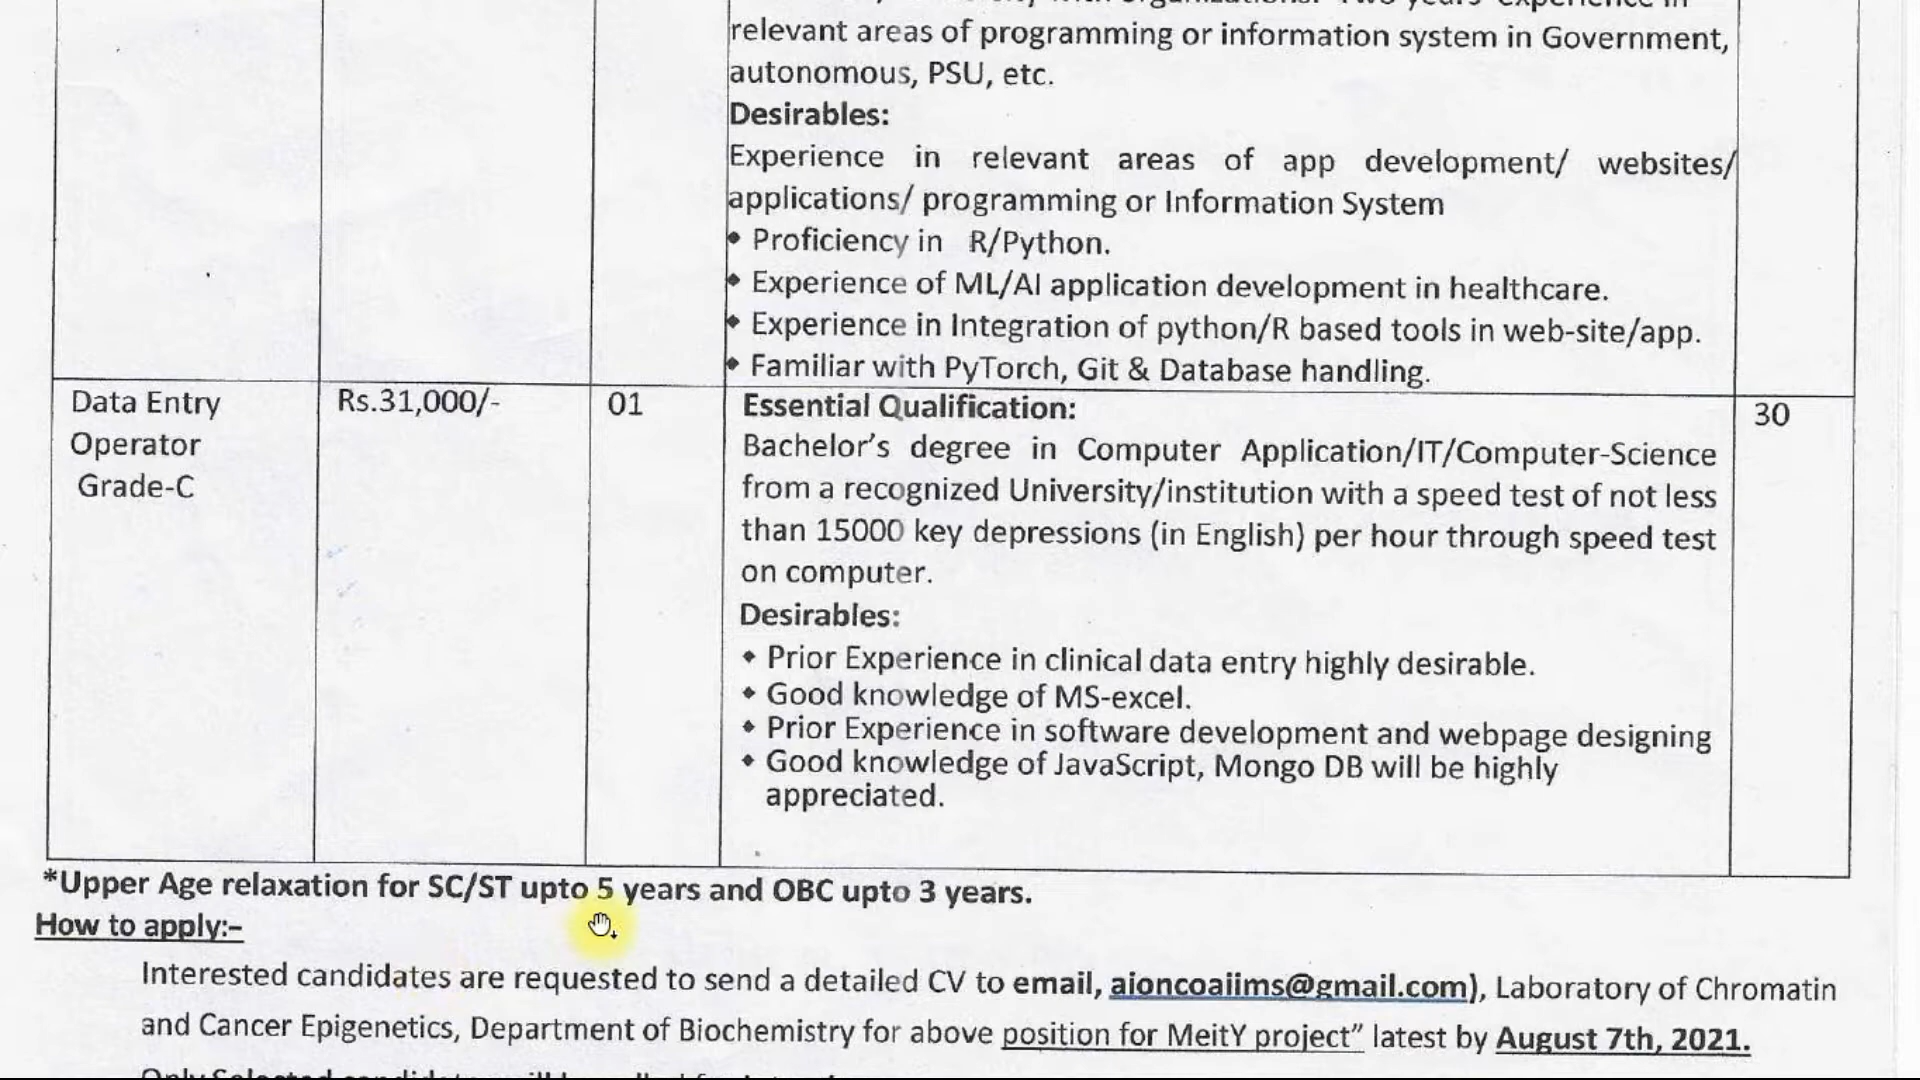 relevant areas of programming or information system in Government,
autonomous, PSU, etc.
Desirables:
Experience in relevant areas of app development/ websites/
applications/ programming or Information System
• Proficiency in R/Python.
• Experience of ML/AI application development in healthcare.
• Experience in Integration of python/R based tools in web-site/app.
• Familiar with PyTorch, Git & Database handling.
Data Entry
Operator
Grade-C
Rs.31,000/-
01
Essential Qualification:
Bachelor's degree in Computer Application/IT/Computer-Science
from a recognized University/institution with a speed test of not less
than 15000 key depressions (in English) per hour through speed test
on computer.
Desirables:
• Prior Experience in clinical data entry highly desirable.
• Good knowledge of MS-excel.
• Prior Experience in software development and webpage designing
• Good knowledge of JavaScript, Mongo DB will be highly
appreciated.
30
*Upper Age relaxation for SC/ST upto 5 years and OBC upto 3 years.
How to apply:-
Interested candidates are requested to send a detailed CV to email, aioncoaiims@gmail.com), Laboratory of Chromatin
and Cancer Epigenetics, Department of Biochemistry for above position for MeitY project" latest by August 7th, 2021.